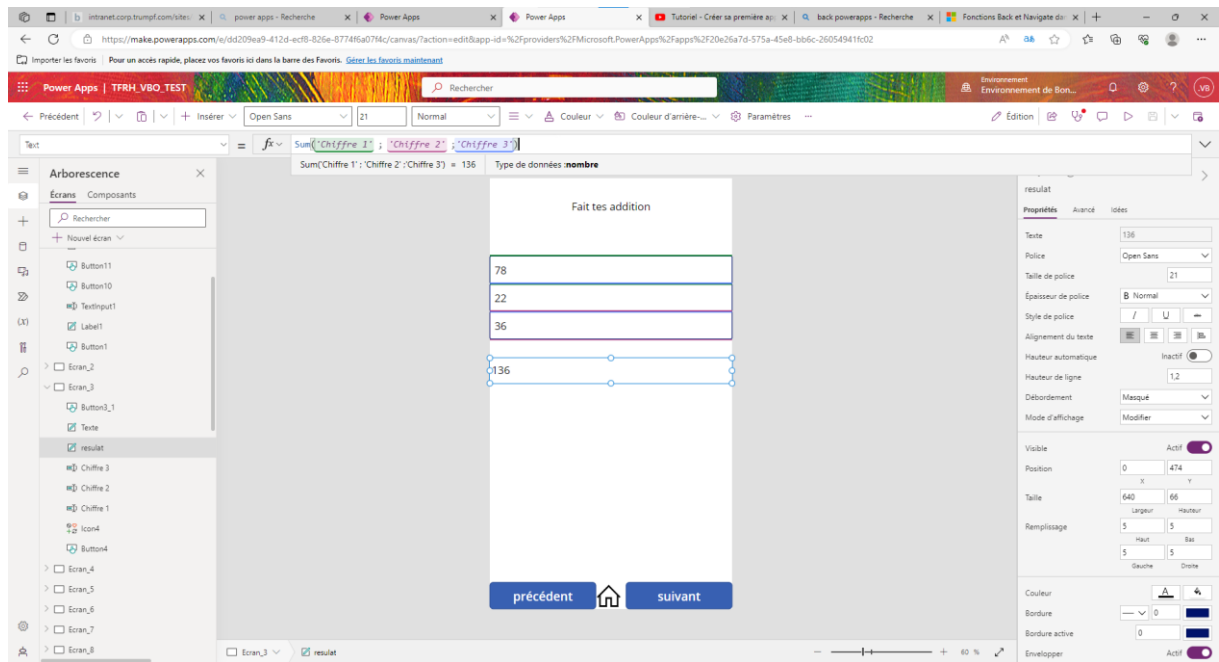 intranet.corp.trumpf.com/sites/
power apps - Recherche
Power Apps
Power Apps
Tutoriel - Créer sa première app
back powerapps - Recherche
Fonctions Back et Navigate dan
https://make.powerapps.com/e/dd209ea9-412d-ecf8-826e-8774f6a07f4c/canvas/?action=edit&app-id=%2Fproviders%2FMicrosoft.PowerApps%2Fapps%2F20e26a7d-575a-45e8-bb6c-26054941fc02
Importer les favoris Pour un accès rapide, placez vos favoris ici dans la barre des Favoris. Gérer les favoris maintenant
Power Apps | TFRH_VBO_TEST
Rechercher
Environnement
Environnement de Bon...
VB
Précédent
Insérer
Open Sans
21
Normal
Couleur
Couleur d'arrière-...
Paramètres
Édition
Text
= fx Sum('Chiffre 1' ; 'Chiffre 2' ;'Chiffre 3')
Sum('Chiffre 1' ; 'Chiffre 2' ;'Chiffre 3') = 136 Type de données :nombre
Arborescence
Écrans Composants
Rechercher
Nouvel écran
Button11
Button10
TextInput1
Label1
Button1
Ecran_2
Ecran_3
Button3_1
Texte
resulat
Chiffre 3
Chiffre 2
Chiffre 1
Icon4
Button4
Ecran_4
Ecran_5
Ecran_6
Ecran_7
Ecran_8
Fait tes addition
78
22
36
136
précédent
suivant
Ecran_3
resulat
60 %
resulat
Propriétés Avancé Idées
Texte 136
Police Open Sans
Taille de police 21
Épaisseur de police B Normal
Style de police / U abc
Alignement du texte
Hauteur automatique Inactif
Hauteur de ligne 1,2
Débordement Masqué
Mode d'affichage Modifier
Visible Actif
Position 0 474
X Y
Taille 640 66
Largeur Hauteur
Remplissage 5 5
Haut Bas
5 5
Gauche Droite
Couleur A
Bordure 0
Bordure active 0
Envelopper Actif